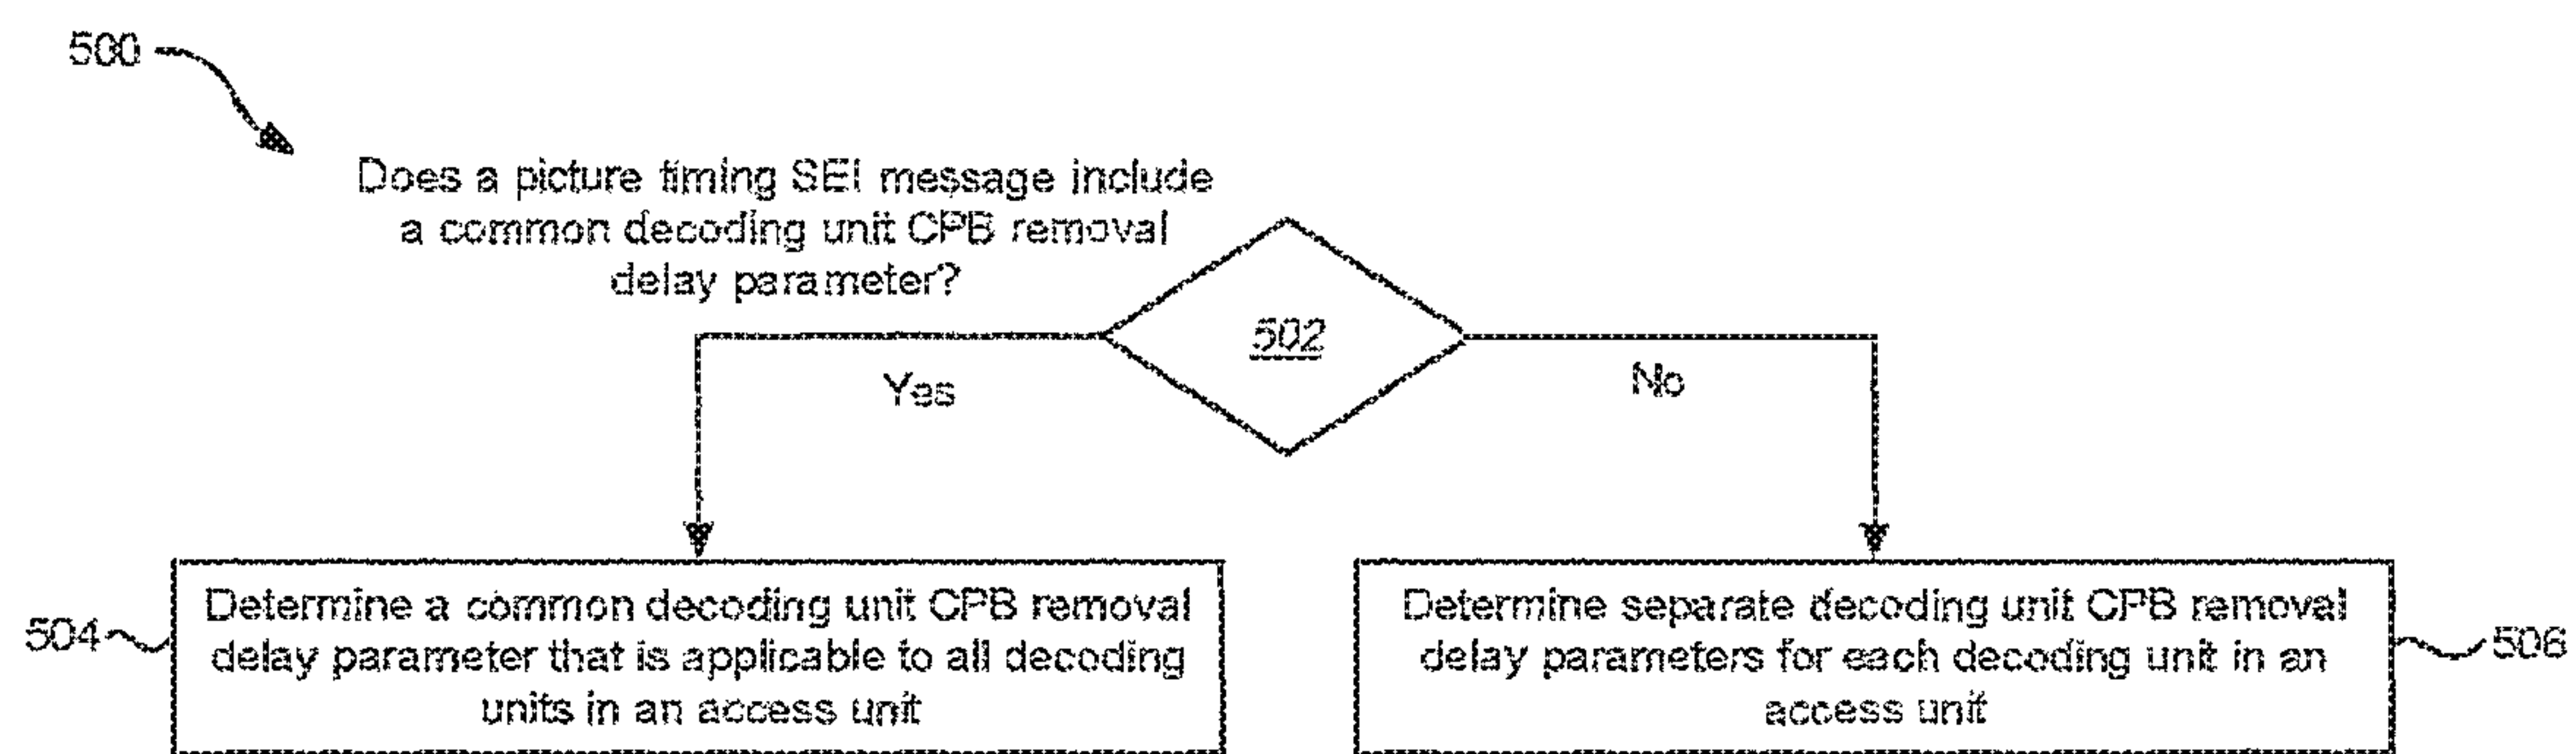 500
Does a picture timing SEI message include
a common decoding unit CPB removal
delay parameter?
502
Yes
No
504
Determine a common decoding unit CPB removal
delay parameter that is applicable to all decoding
units in an access unit
Determine separate decoding unit CPB removal
delay parameters for each decoding unit in an
access unit
506